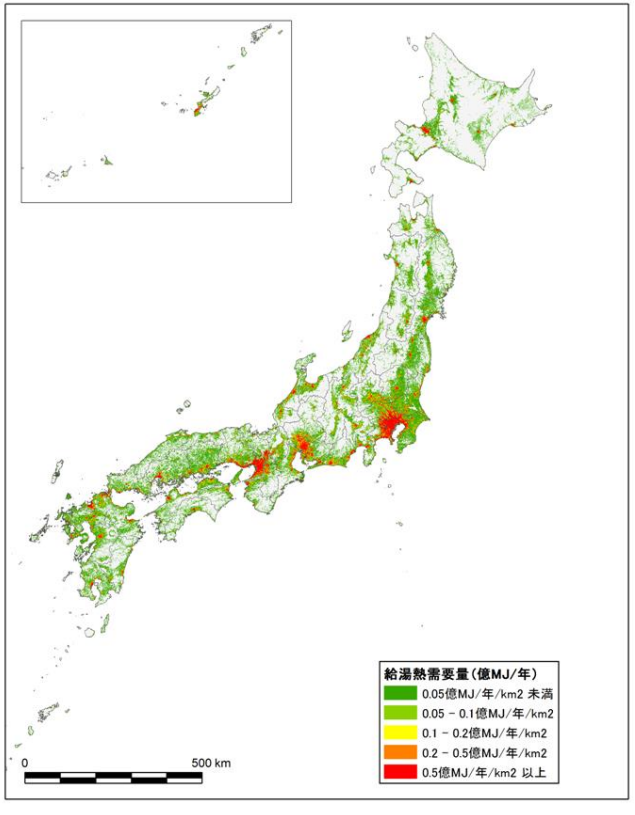 給湯熱需要量(億MJ/年)
0.05億MJ/年/km2 未満
0.05 - 0.1億MJ/年/km2
0.1 - 0.2億MJ/年/km2
0.2 - 0.5億MJ/年/km2
0.5億MJ/年/km2 以上
0 500 km